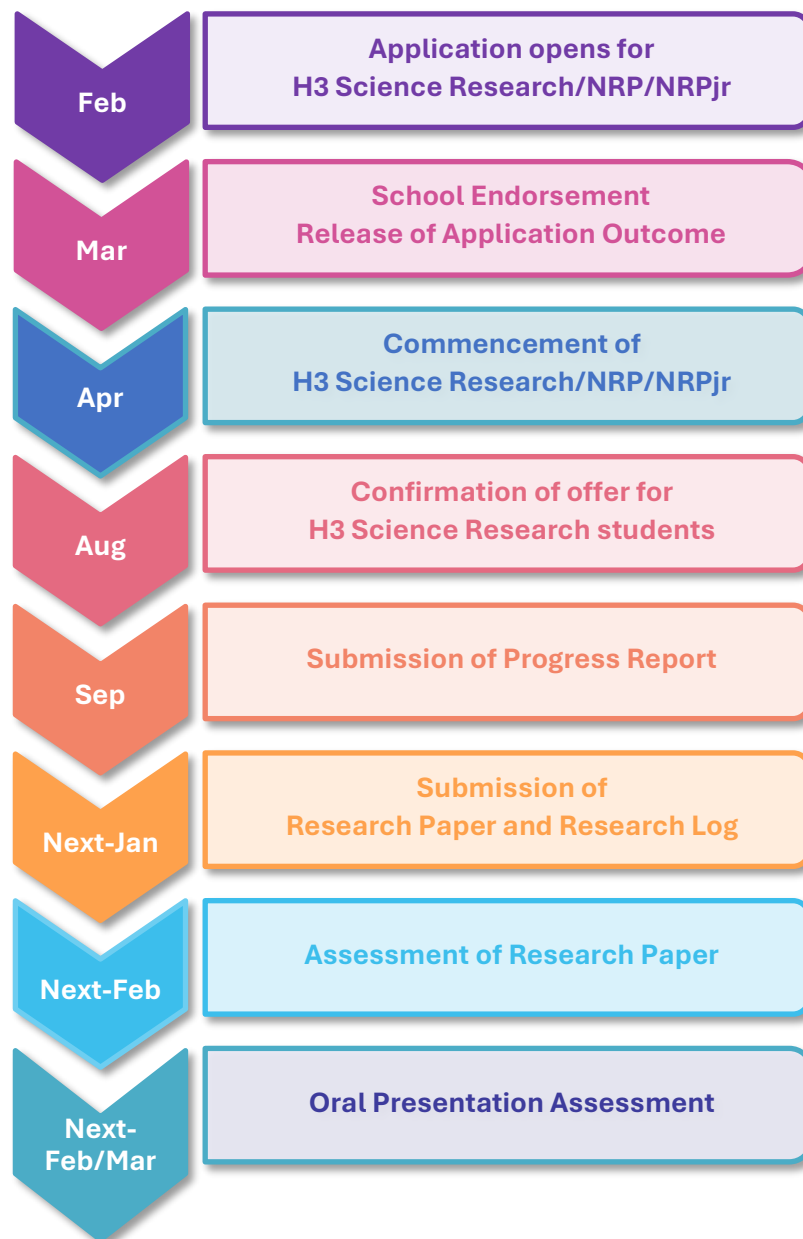 Feb
Application opens for
H3 Science Research/NRP/NRPjr
Mar
School Endorsement
Release of Application Outcome
Apr
Commencement of
H3 Science Research/NRP/NRPjr
Aug
Confirmation of offer for
H3 Science Research students
Sep
Submission of Progress Report
Next-Jan
Submission of
Research Paper and Research Log
Next-Feb
Assessment of Research Paper
Next-
Feb/Mar
Oral Presentation Assessment